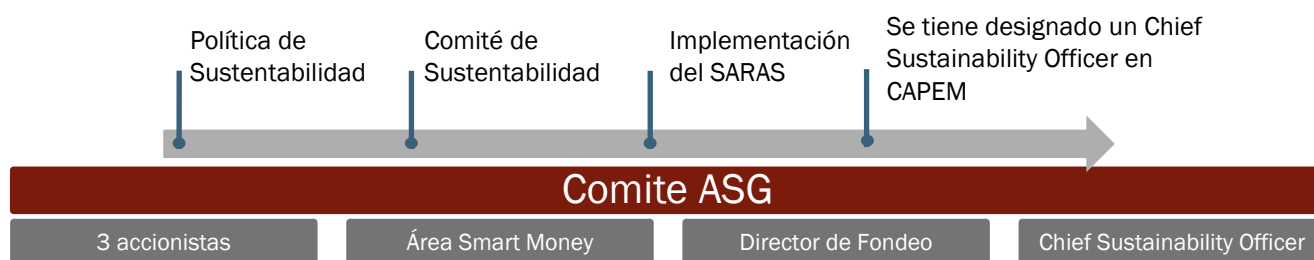 Política de
Sustentabilidad
Comité de
Sustentabilidad
Implementación
del SARAS
Se tiene designado un Chief
Sustainability Officer en
CAPEM
Comite ASG
3 accionistas
Área Smart Money
Director de Fondeo
Chief Sustainability Officer